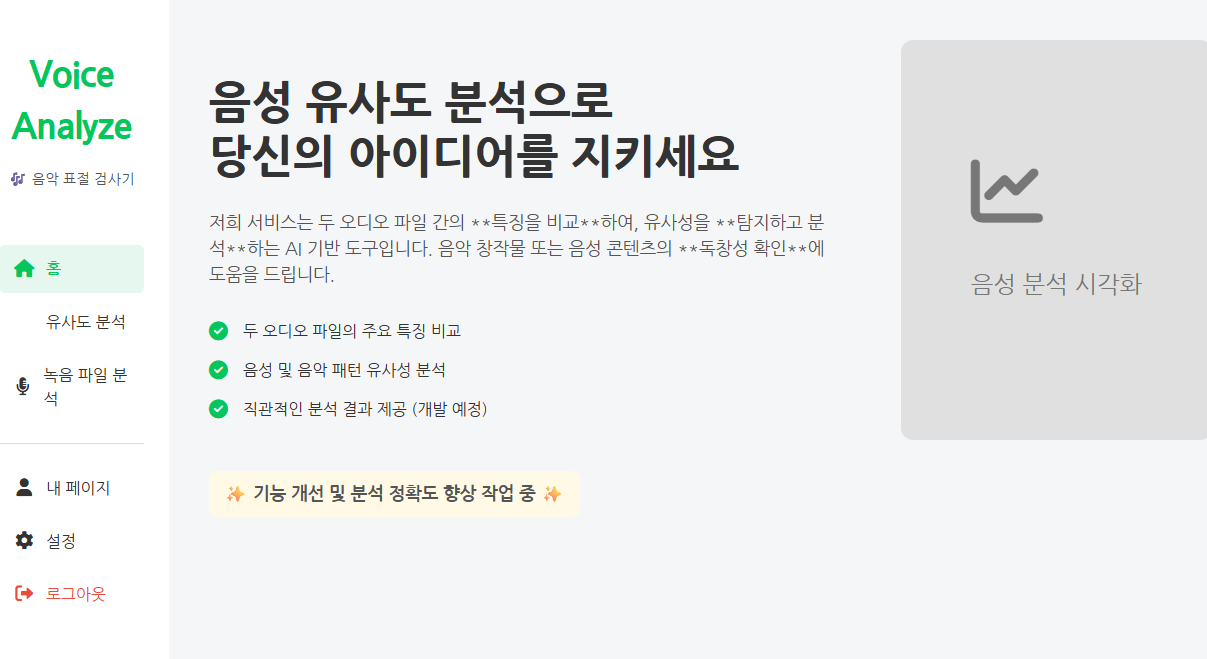 Voice
Analyze
음악 표절 검사기
홈
유사도 분석
녹음 파일 분
석
내 페이지
설정
로그아웃
음성 유사도 분석으로
당신의 아이디어를 지키세요
저희 서비스는 두 오디오 파일 간의 **특징을 비교**하여, 유사성을 **탐지하고 분
석**하는 AI 기반 도구입니다. 음악 창작물 또는 음성 콘텐츠의 **독창성 확인**에
도움을 드립니다.
두 오디오 파일의 주요 특징 비교
음성 및 음악 패턴 유사성 분석
직관적인 분석 결과 제공 (개발 예정)
✨ 기능 개선 및 분석 정확도 향상 작업 중 ✨
음성 분석 시각화